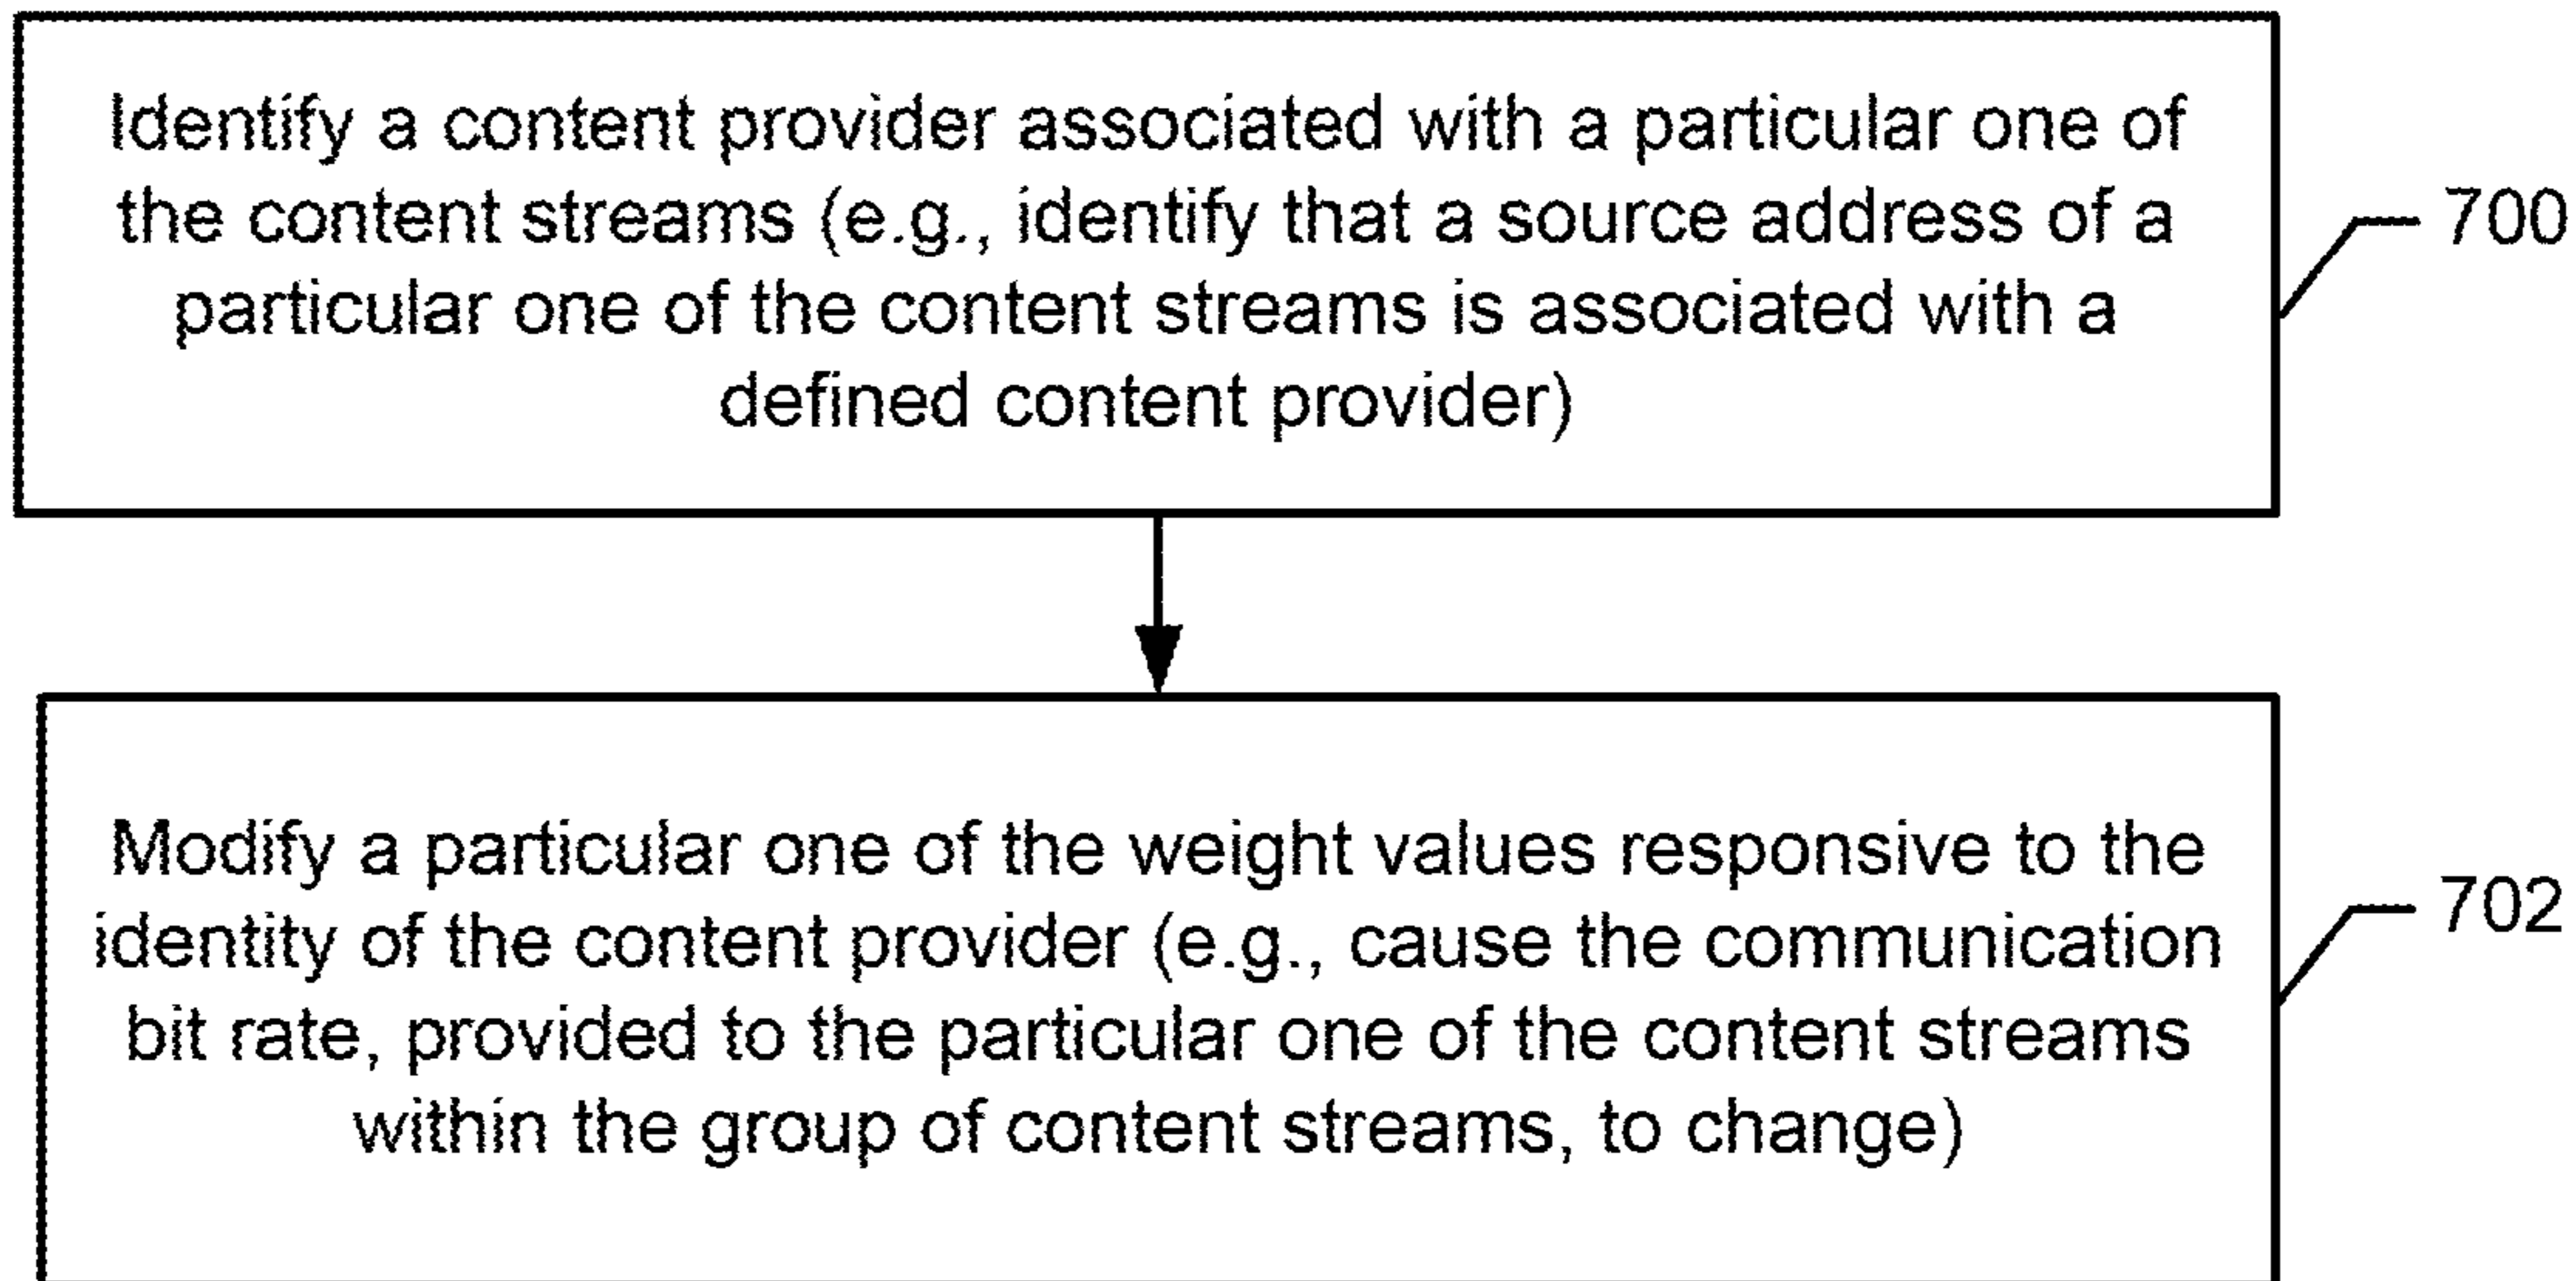 Identify a content provider associated with a particular one of
the content streams (e.g., identify that a source address of a
particular one of the content streams is associated with a
defined content provider)
700
Modify a particular one of the weight values responsive to the
identity of the content provider (e.g., cause the communication
bit rate, provided to the particular one of the content streams
within the group of content streams, to change)
702